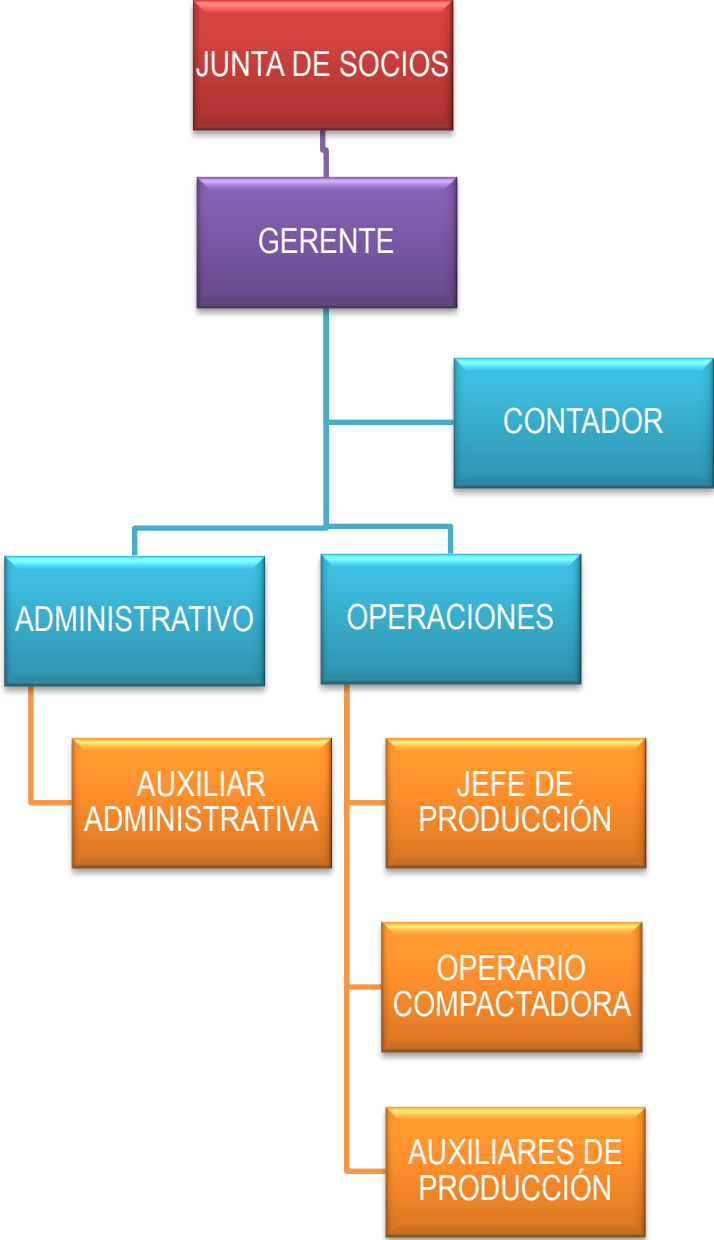 JUNTA DE SOCIOS
GERENTE
CONTADOR
ADMINISTRATIVO
OPERACIONES
AUXILIAR
ADMINISTRATIVA
JEFE DE
PRODUCCIÓN
OPERARIO
COMPACTADORA
AUXILIARES DE
PRODUCCIÓN